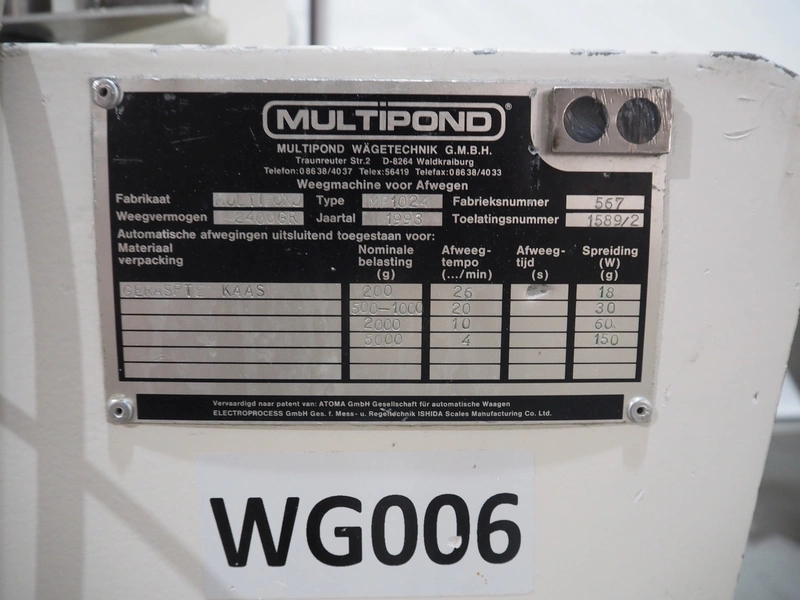 MULTIPOND®
MULTIPOND WÄGETECHNIK G.M.B.H.
Traunreuter Str.2 D-8264 Waldkraiburg
Telefon:08638/4037 Telex:56419 Telefax:08638/4033
Weegmachine voor Afwegen
Fabrikaat MULTIPOND Type Fabrieksnummer 567
Weegvermogen Jaartal Toelatingsnummer 1589/2
Automatische afwegingen uitsluitend toegestaan voor:
Materiaal verpakking Nominale belasting (g) Afweeg-tempo (.../min) Afweeg-tijd (s) Spreiding (W) (g)
GERASPTE KAAS 200 26 18
500-1000 20 30
2000 10 60
5000 4 150
Vervaardigd naar patent van: ATOMA GmbH Gesellschaft für automatische Waagen
ELECTROPROCESS GmbH Ges. f. Mess- u. Regeltechnik ISHIDA Scales Manufacturing Co. Ltd.
WG006